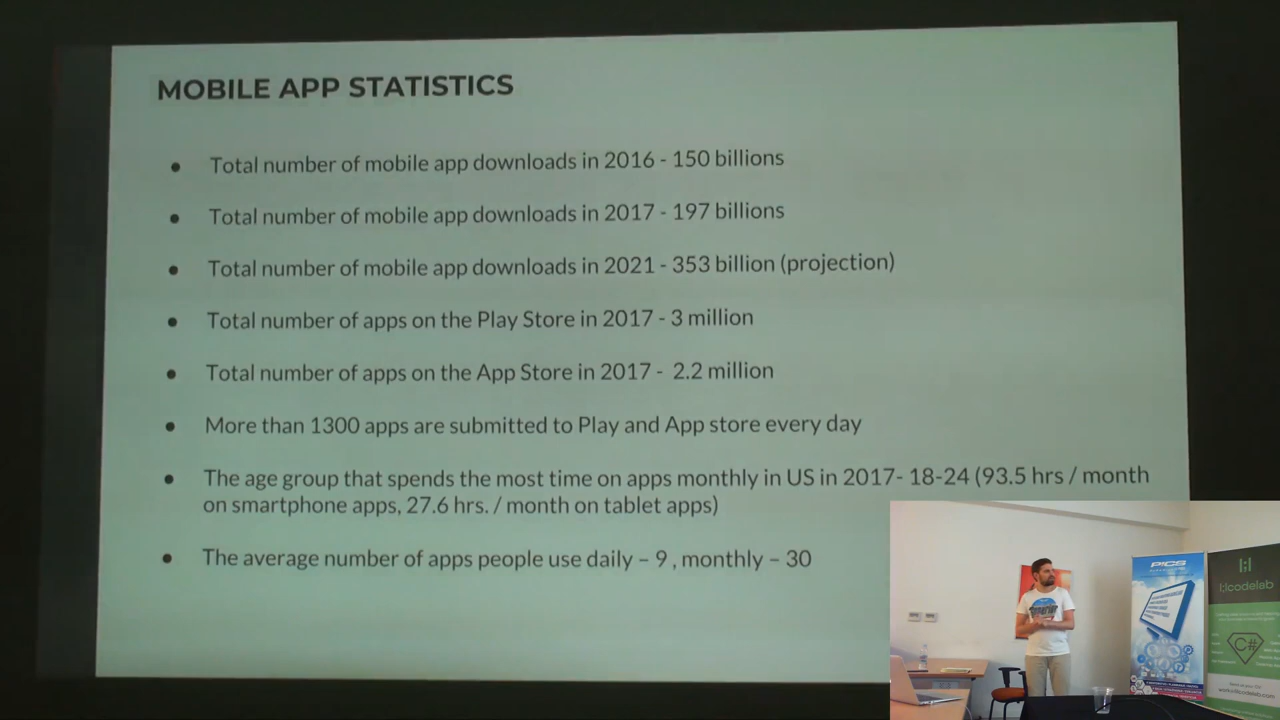 MOBILE APP STATISTICS
● Total number of mobile app downloads in 2016 - 150 billions
● Total number of mobile app downloads in 2017 - 197 billions
● Total number of mobile app downloads in 2021 - 353 billion (projection)
● Total number of apps on the Play Store in 2017 - 3 million
● Total number of apps on the App Store in 2017 - 2.2 million
● More than 1300 apps are submitted to Play and App store every day
● The age group that spends the most time on apps monthly in US in 2017- 18-24 (93.5 hrs / month
on smartphone apps, 27.6 hrs. / month on tablet apps)
● The average number of apps people use daily – 9 , monthly – 30
PICS
l;lcodelab
C#